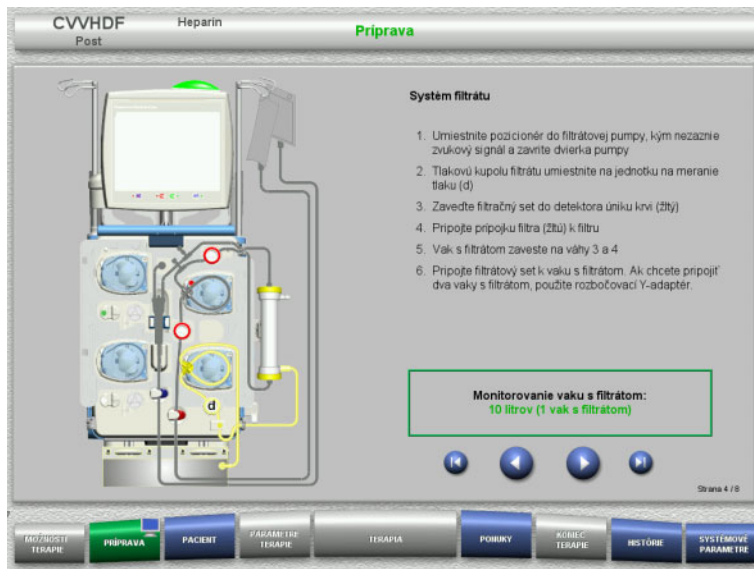 CVVHDF
Heparin
Post
Príprava
Systém filtrátu
1. Umiestnite pozicionér do filtrátovej pumpy, kým nezaznie
zvukový signál a zavrite dvierka pumpy
2. Tlakovú kupolu filtrátu umiestnite na jednotku na meranie
tlaku (d)
3. Zaveďte filtračný set do detektora úniku krvi (žltý)
4. Pripojte prípojku filtra (žltú) k filtru
5. Vak s filtrátom zaveste na váhy 3 a 4
6. Pripojte filtrátový set k vaku s filtrátom. Ak chcete pripojiť
dva vaky s filtrátom, použite rozbočovací Y-adaptér.
d
Monitorovanie vaku s filtrátom:
10 litrov (1 vak s filtrátom)
Strana 4 / 8
MOŽNOSTI
TERAPIE
PRÍPRAVA
PACIENT
PARAMETRE
TERAPIE
TERAPIA
PONUKY
KONIEC
TERAPIE
HISTÓRIE
SYSTÉMOVÉ
PARAMETRE